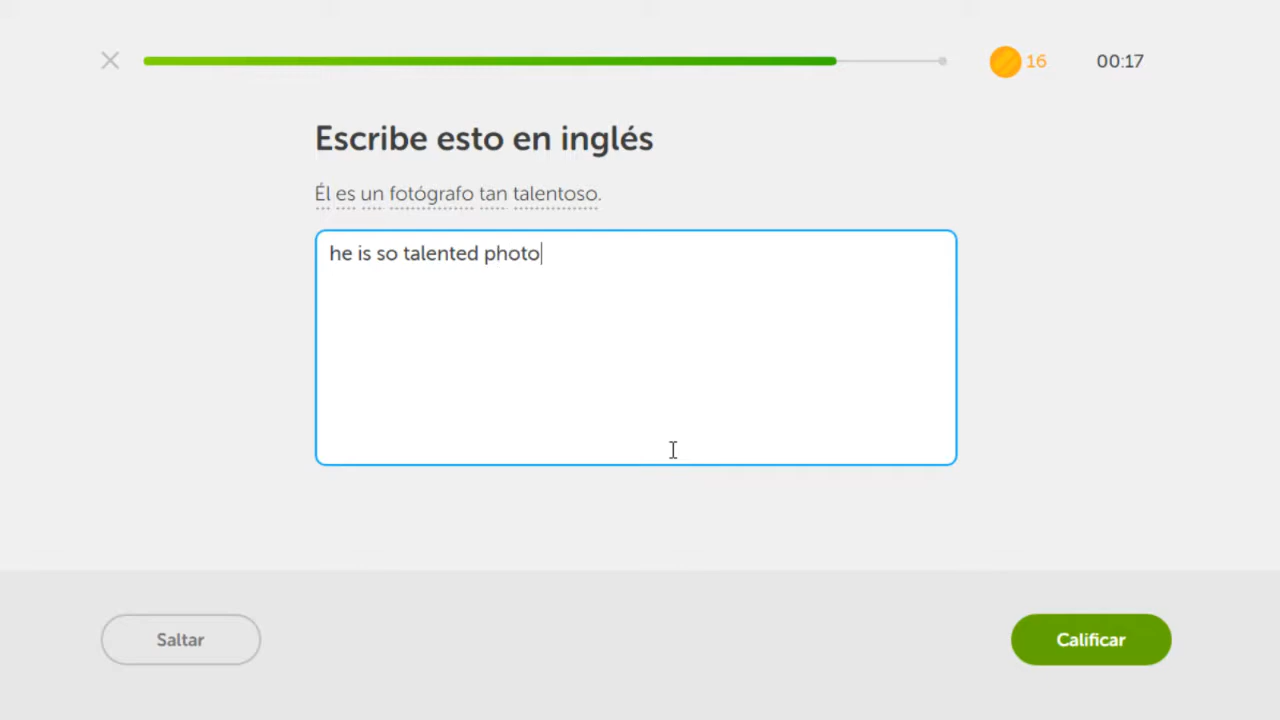 16 00:17
Escribe esto en inglés
Él es un fotógrafo tan talentoso.
he is so talented photo
Saltar Calificar